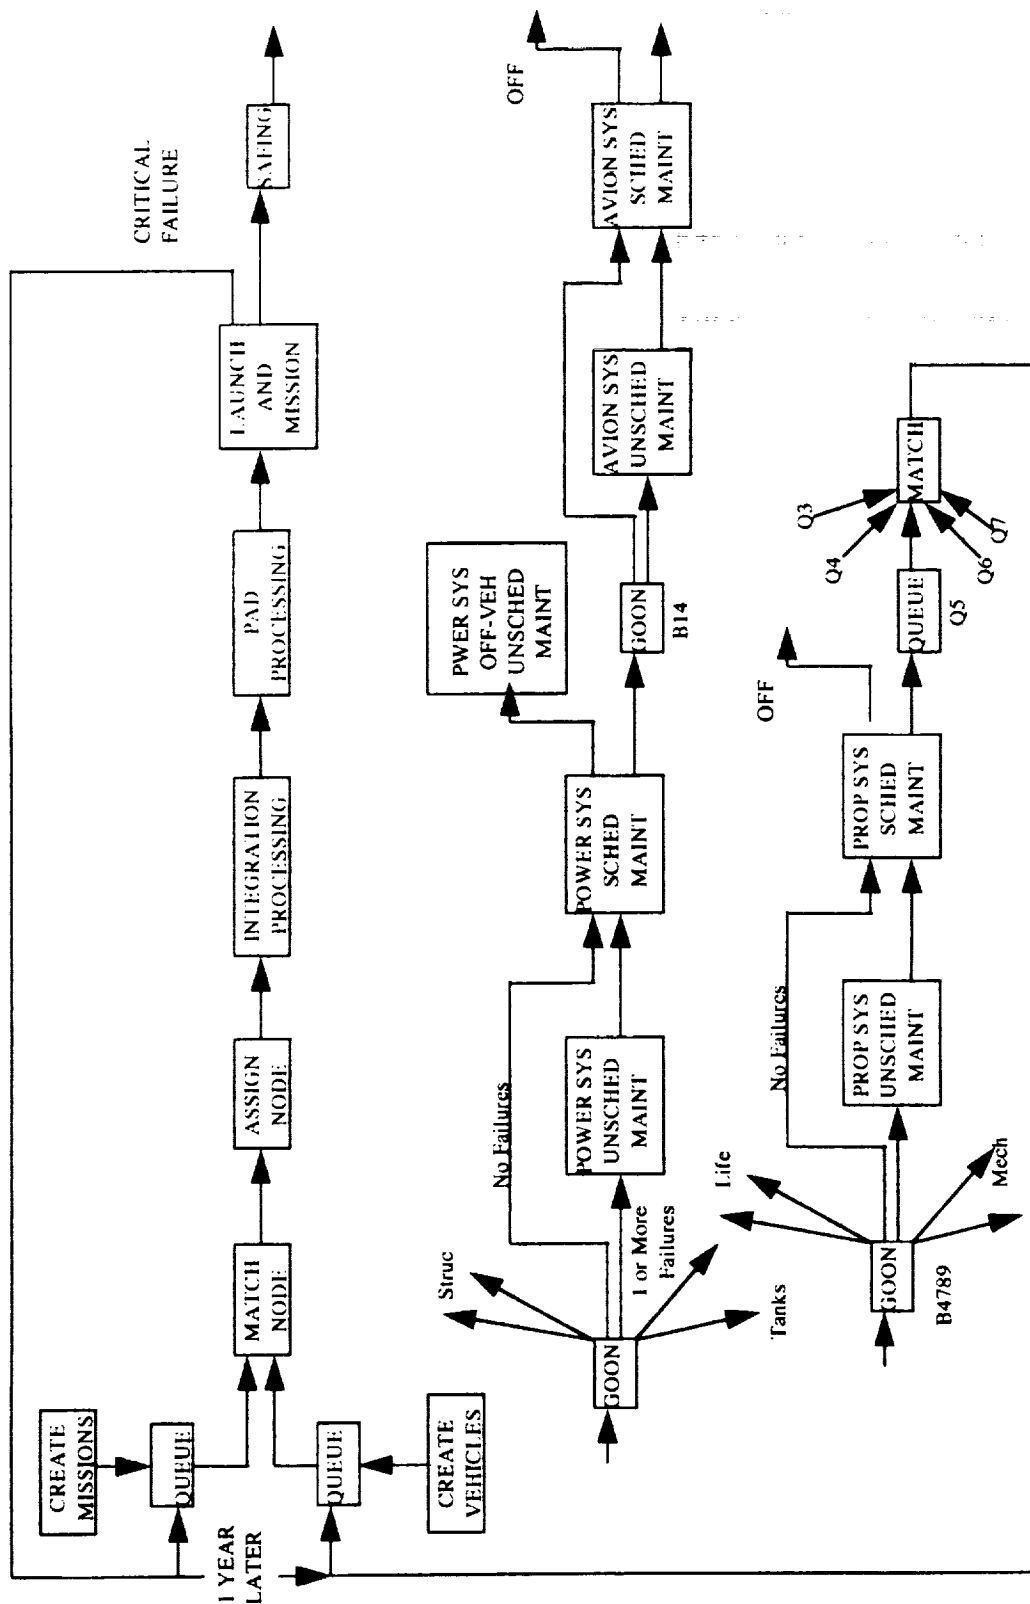 CREATE
MISSIONS
QUEUE
1 YEAR
LATER
QUEUE
CREATE
VEHICLES
MATCH
NODE
ASSIGN
NODE
INTEGRATION
PROCESSING
PAD
PROCESSING
LAUNCH
AND
MISSION
CRITICAL
FAILURE
SAFING
GOON
Struc
Tanks
No Failures
1 or More
Failures
POWER SYS
UNSCHED
MAINT
POWER SYS
SCHED
MAINT
PWER SYS
OFF-VEH
UNSCHED
MAINT
GOON
B14
AVION SYS
UNSCHED
MAINT
AVION SYS
SCHED
MAINT
OFF
GOON
B4789
Life
Mech
No Failures
PROP SYS
UNSCHED
MAINT
PROP SYS
SCHED
MAINT
OFF
QUEUE
Q5
Q4
Q3
Q6
Q7
MATCH